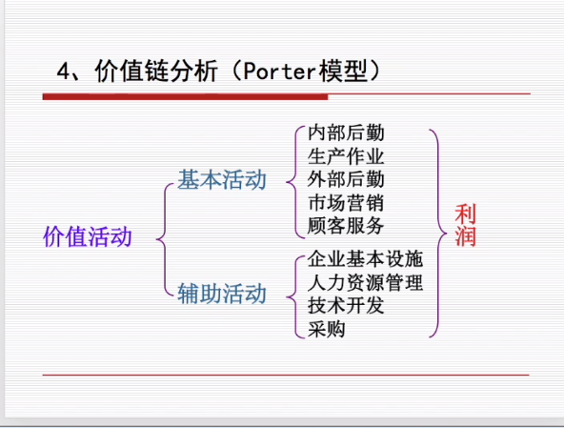 4、价值链分析（Porter模型）
价值活动
基本活动
内部后勤
生产作业
外部后勤
市场营销
顾客服务
辅助活动
企业基本设施
人力资源管理
技术开发
采购
利
润